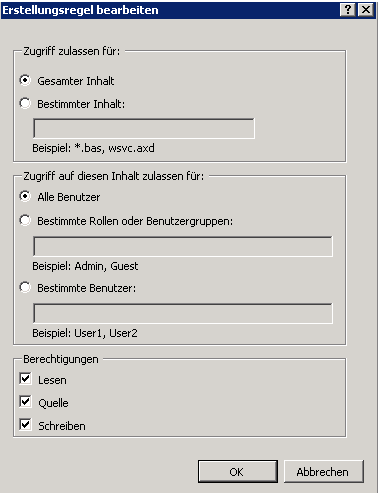 Erstellungsregel bearbeiten
Zugriff zulassen für:
Gesamter Inhalt
Bestimmter Inhalt:
Beispiel: *.bas, wsvc.axd
Zugriff auf diesen Inhalt zulassen für:
Alle Benutzer
Bestimmte Rollen oder Benutzergruppen:
Beispiel: Admin, Guest
Bestimmte Benutzer:
Beispiel: User1, User2
Berechtigungen
Lesen
Quelle
Schreiben
OK Abbrechen